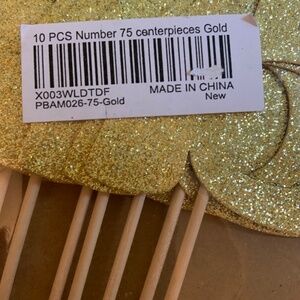 10 PCS Number 75 centerpieces Gold
X003WLDTDF
MADE IN CHINA
PBAM026-75-Gold
New